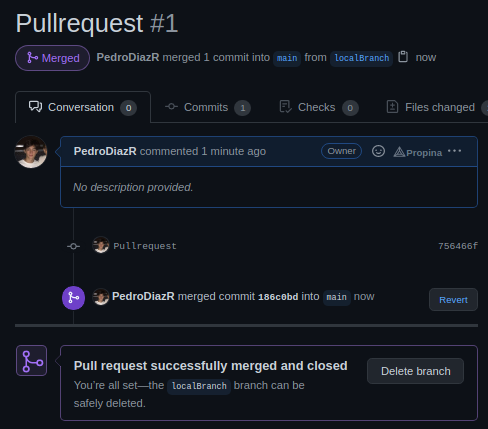 Pullrequest #1
Merged PedroDiazR merged 1 commit into main from localBranch now
Conversation 0 Commits 1 Checks 0 Files changed
PedroDiazR commented 1 minute ago Owner Propina ...
No description provided.
Pullrequest 756466f
PedroDiazR merged commit 186c0bd into main now Revert
Pull request successfully merged and closed
You're all set—the localBranch branch can be
safely deleted.
Delete branch